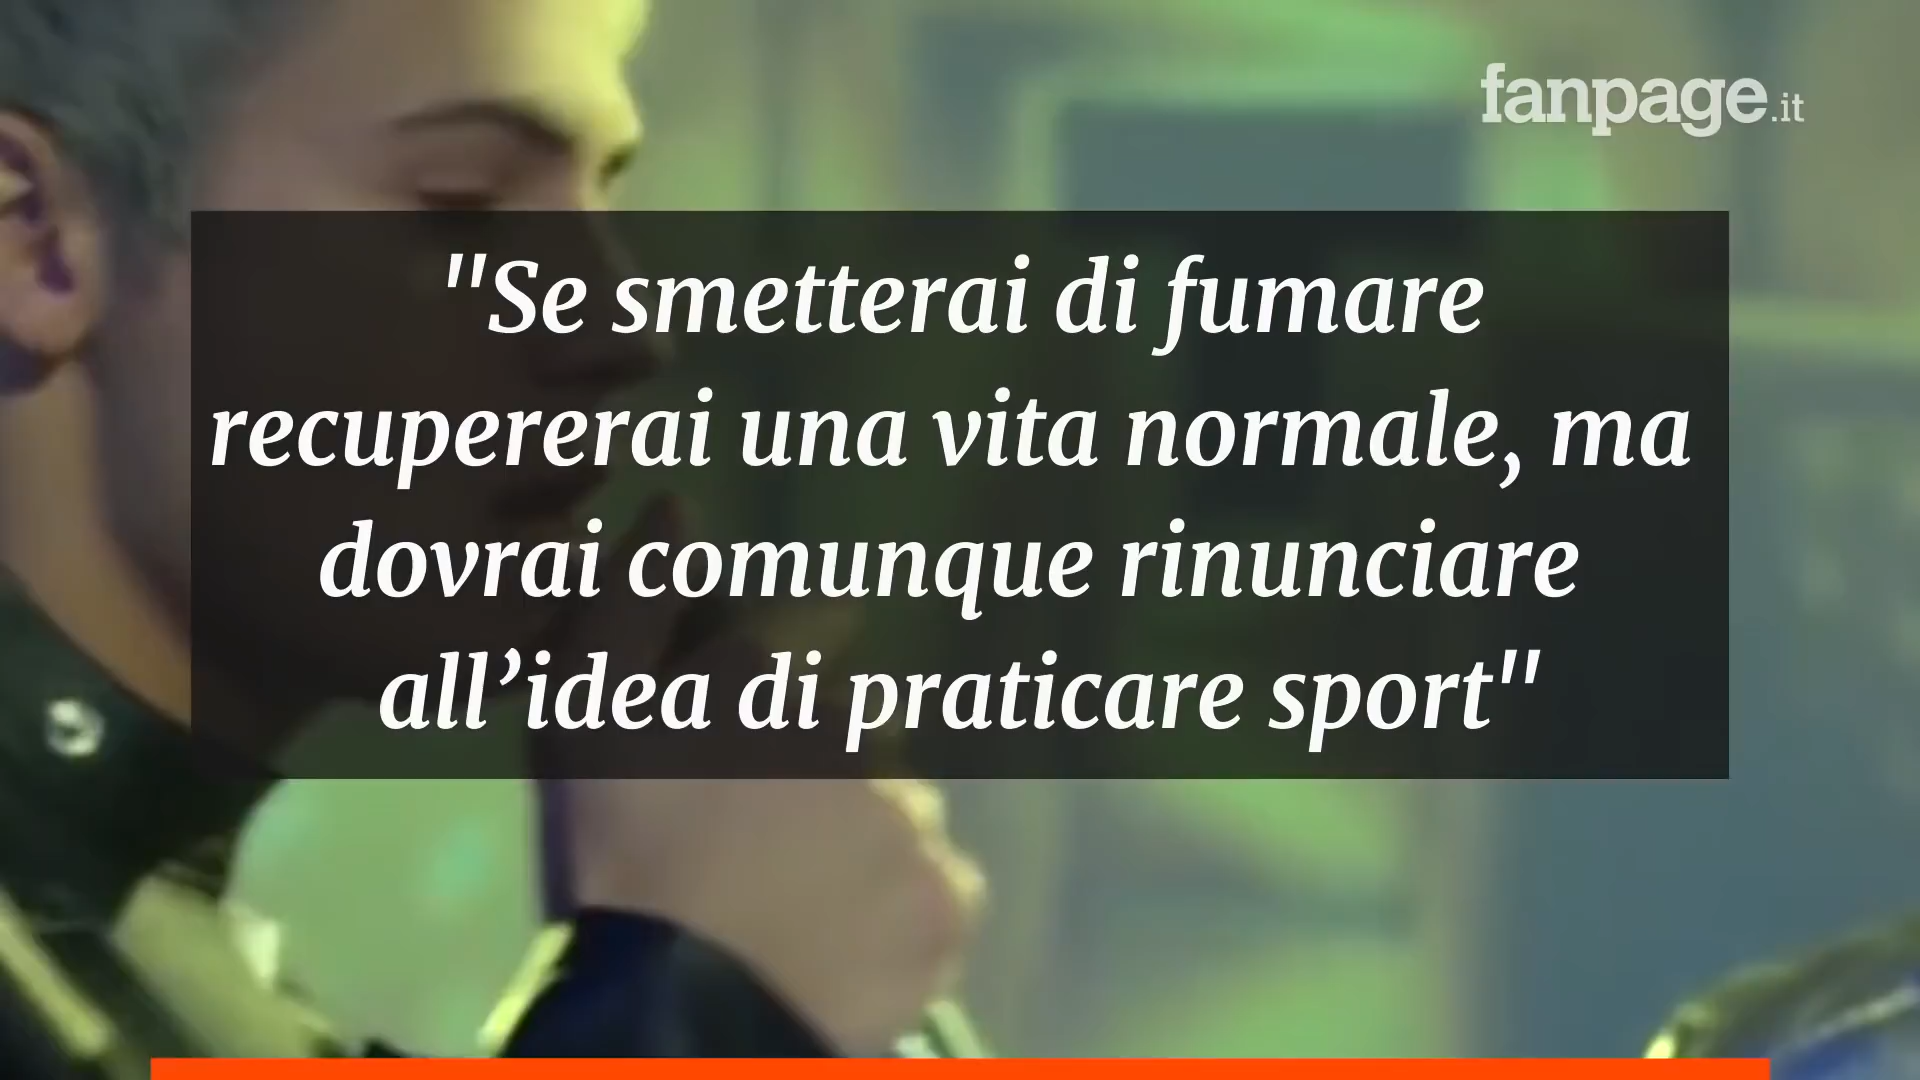 fanpage.it
"Se smetterai di fumare
recupererai una vita normale, ma
dovrai comunque rinunciare
all’idea di praticare sport"